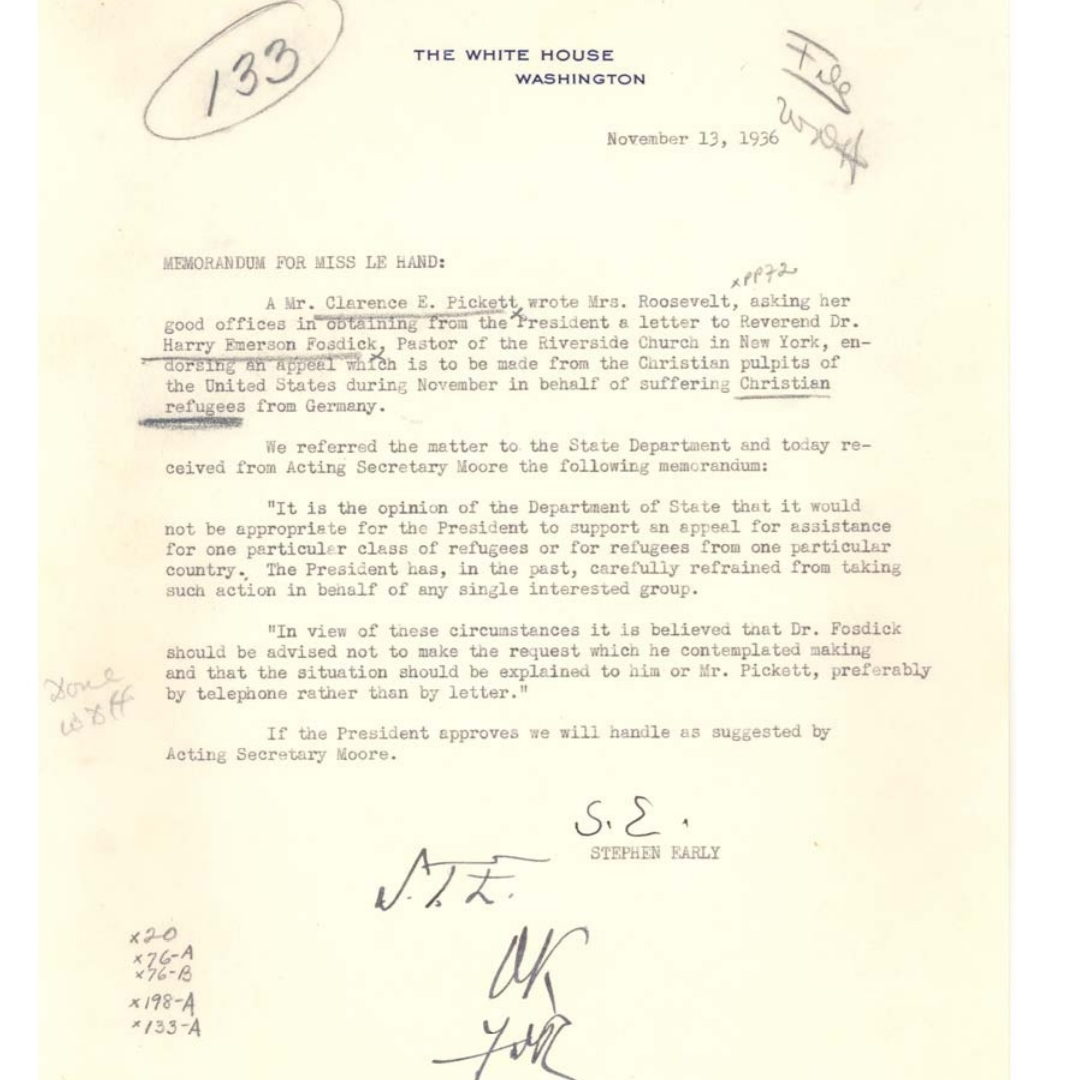 133
THE WHITE HOUSE
WASHINGTON
File
WDH
November 13, 1936
MEMORANDUM FOR MISS LE HAND:
xPP72
A Mr. Clarence E. Pickett wrote Mrs. Roosevelt, asking her
good offices in obtaining from the President a letter to Reverend Dr.
Harry Emerson Fosdick, Pastor of the Riverside Church in New York, en-
dorsing an appeal which is to be made from the Christian pulpits of
the United States during November in behalf of suffering Christian
refugees from Germany.
We referred the matter to the State Department and today re-
ceived from Acting Secretary Moore the following memorandum:
"It is the opinion of the Department of State that it would
not be appropriate for the President to support an appeal for assistance
for one particular class of refugees or for refugees from one particular
country. The President has, in the past, carefully refrained from taking
such action in behalf of any single interested group.
"In view of these circumstances it is believed that Dr. Fosdick
should be advised not to make the request which he contemplated making
and that the situation should be explained to him or Mr. Pickett, preferably
by telephone rather than by letter."
Done
WDH
If the President approves we will handle as suggested by
Acting Secretary Moore.
S.E.
STEPHEN EARLY
OK
FDR
x20
x76-A
x76-B
x198-A
x133-A